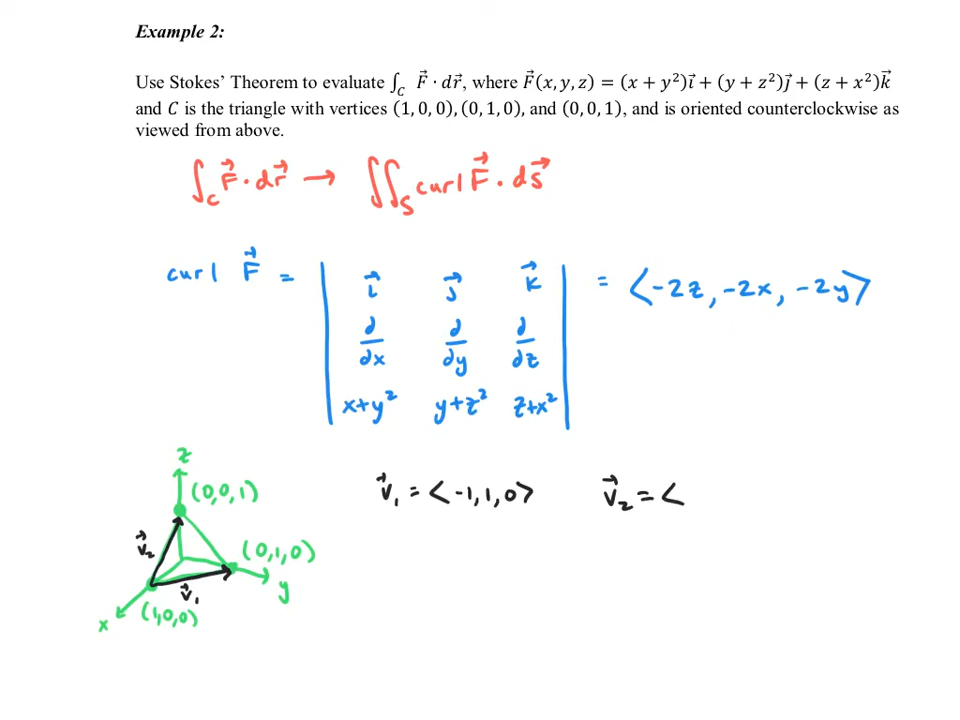 Example 2:
Use Stokes' Theorem to evaluate ∫_C F⃗ · dr⃗, where F⃗(x, y, z) = (x + y²)i⃗ + (y + z²)j⃗ + (z + x²)k⃗
and C is the triangle with vertices (1, 0, 0), (0, 1, 0), and (0, 0, 1), and is oriented counterclockwise as
viewed from above.
∫_C F⃗ · dr⃗ → ∬_S curl F⃗ · ds⃗
curl F⃗ = | i⃗ j⃗ k⃗ | = <-2z, -2x, -2y>
∂/∂x ∂/∂y ∂/∂z
x+y² y+z² z+x²
z
(0,0,1)
v⃗₁ = <-1,1,0> v⃗₂ = <
v⃗₂
(0,1,0)
y
v⃗₁
(1,0,0)
x